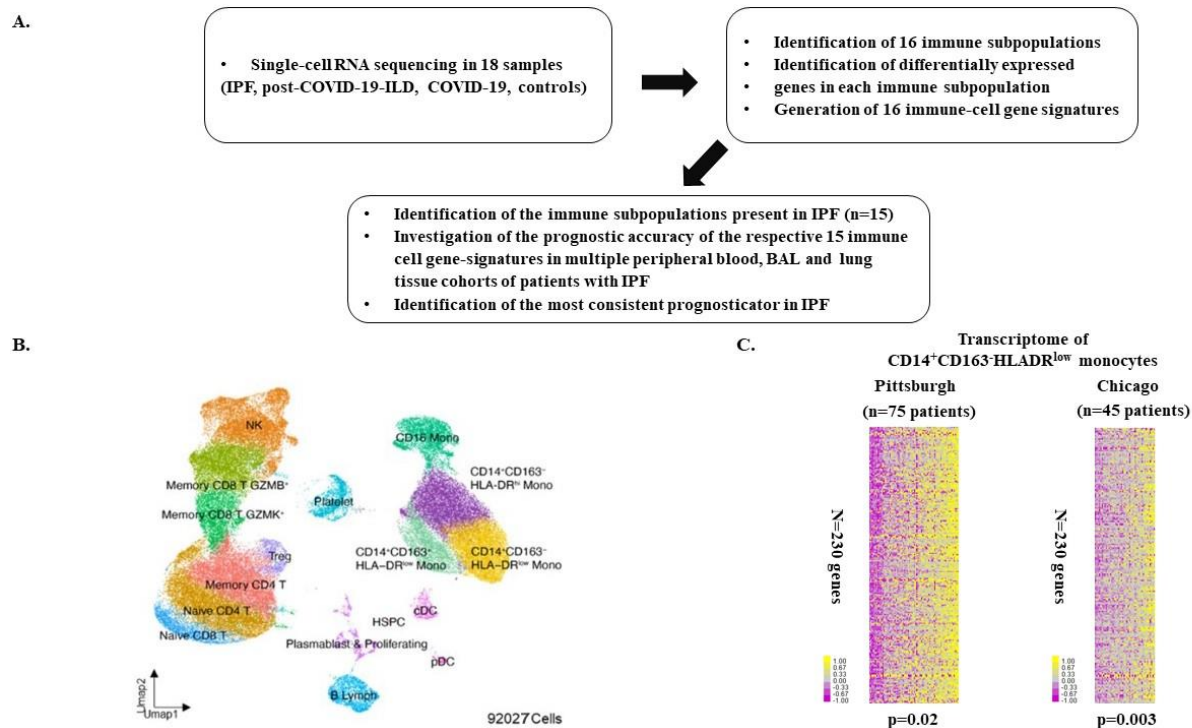 A.
• Single-cell RNA sequencing in 18 samples
(IPF, post-COVID-19-ILD, COVID-19, controls)
• Identification of 16 immune subpopulations
• Identification of differentially expressed
• genes in each immune subpopulation
• Generation of 16 immune-cell gene signatures
• Identification of the immune subpopulations present in IPF (n=15)
• Investigation of the prognostic accuracy of the respective 15 immune
cell gene-signatures in multiple peripheral blood, BAL and lung
tissue cohorts of patients with IPF
• Identification of the most consistent prognosticator in IPF
B.
NK
CD16 Mono
CD14⁺CD163⁻
HLA-DRʰⁱ Mono
Memory CD8 T GZMB⁺
Platelet
Memory CD8 T GZMK⁺
Treg
CD14⁺CD163⁺
HLA-DRˡᵒʷ Mono
CD14⁺CD163⁻
HLA-DRˡᵒʷ Mono
Memory CD4 T
Naive CD4 T
Naive CD8 T
cDC
HSPC
Plasmablast & Proliferating
pDC
B Lymph
Umap2
Umap1
92027Cells
C.
Transcriptome of
CD14⁺CD163⁻HLADRˡᵒʷ monocytes
Pittsburgh
(n=75 patients)
N=230 genes
1.00
0.67
0.33
0.00
-0.33
-0.67
-1.00
p=0.02
Chicago
(n=45 patients)
N=230 genes
1.00
0.67
0.33
0.00
-0.33
-0.67
-1.00
p=0.003